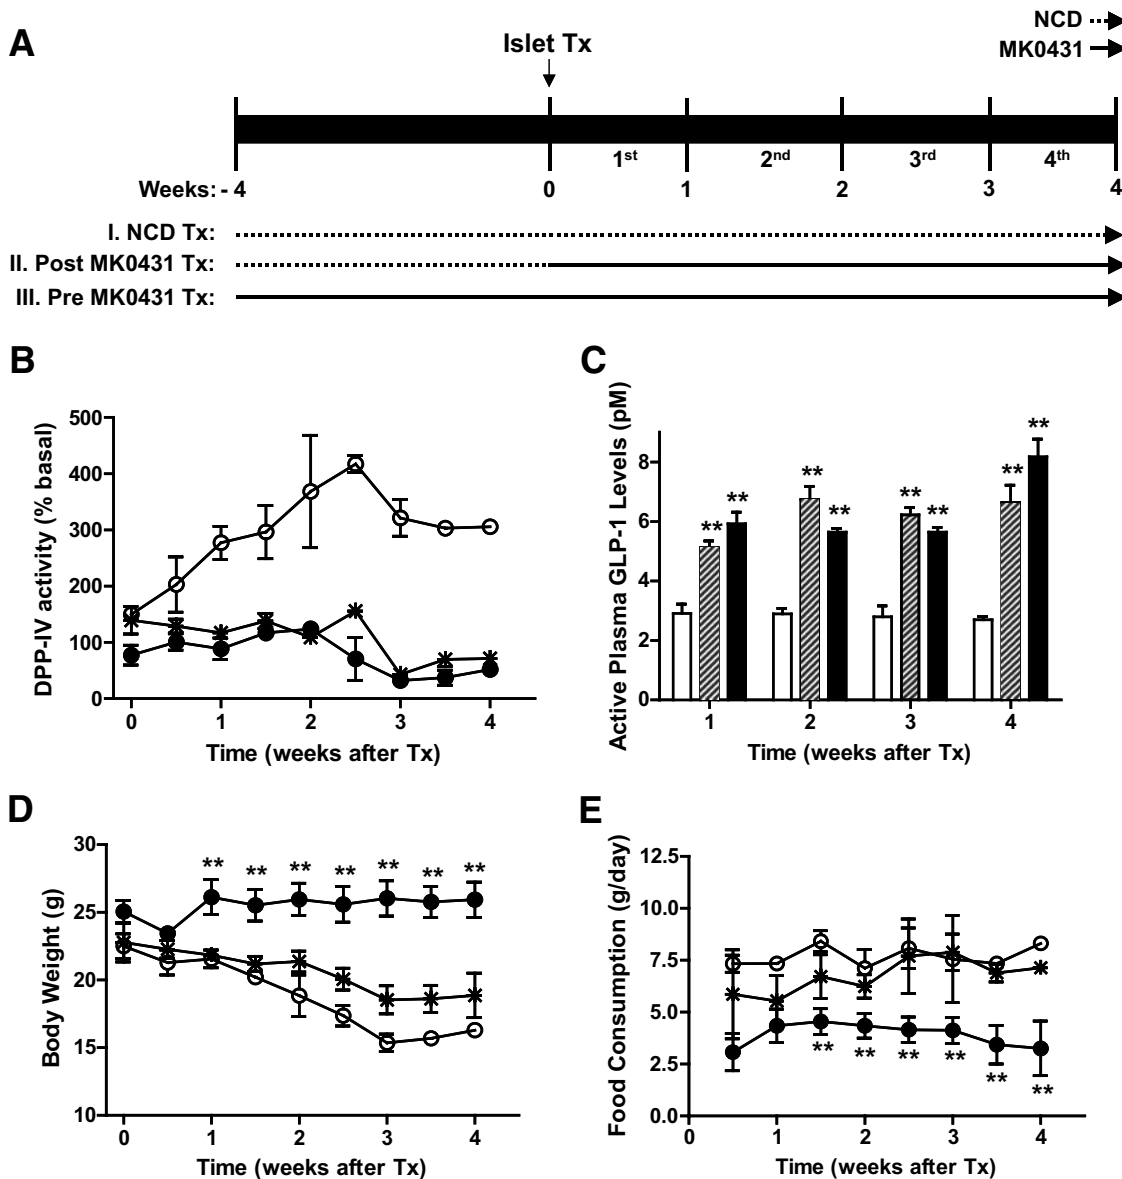 A
NCD
MK0431
Islet Tx
1st 2nd 3rd 4th
Weeks: - 4 0 1 2 3 4
I. NCD Tx:
II. Post MK0431 Tx:
III. Pre MK0431 Tx:
B
DPP-IV activity (% basal)
500
400
300
200
100
0
0 1 2 3 4
Time (weeks after Tx)
C
Active Plasma GLP-1 Levels (pM)
8
6
4
2
0
** ** ** ** ** ** ** **
1 2 3 4
Time (weeks after Tx)
D
Body Weight (g)
30
25
20
15
10
** ** ** ** ** ** **
0 1 2 3 4
Time (weeks after Tx)
E
Food Consumption (g/day)
12.5
10.0
7.5
5.0
2.5
0.0
** ** ** ** ** **
0 1 2 3 4
Time (weeks after Tx)